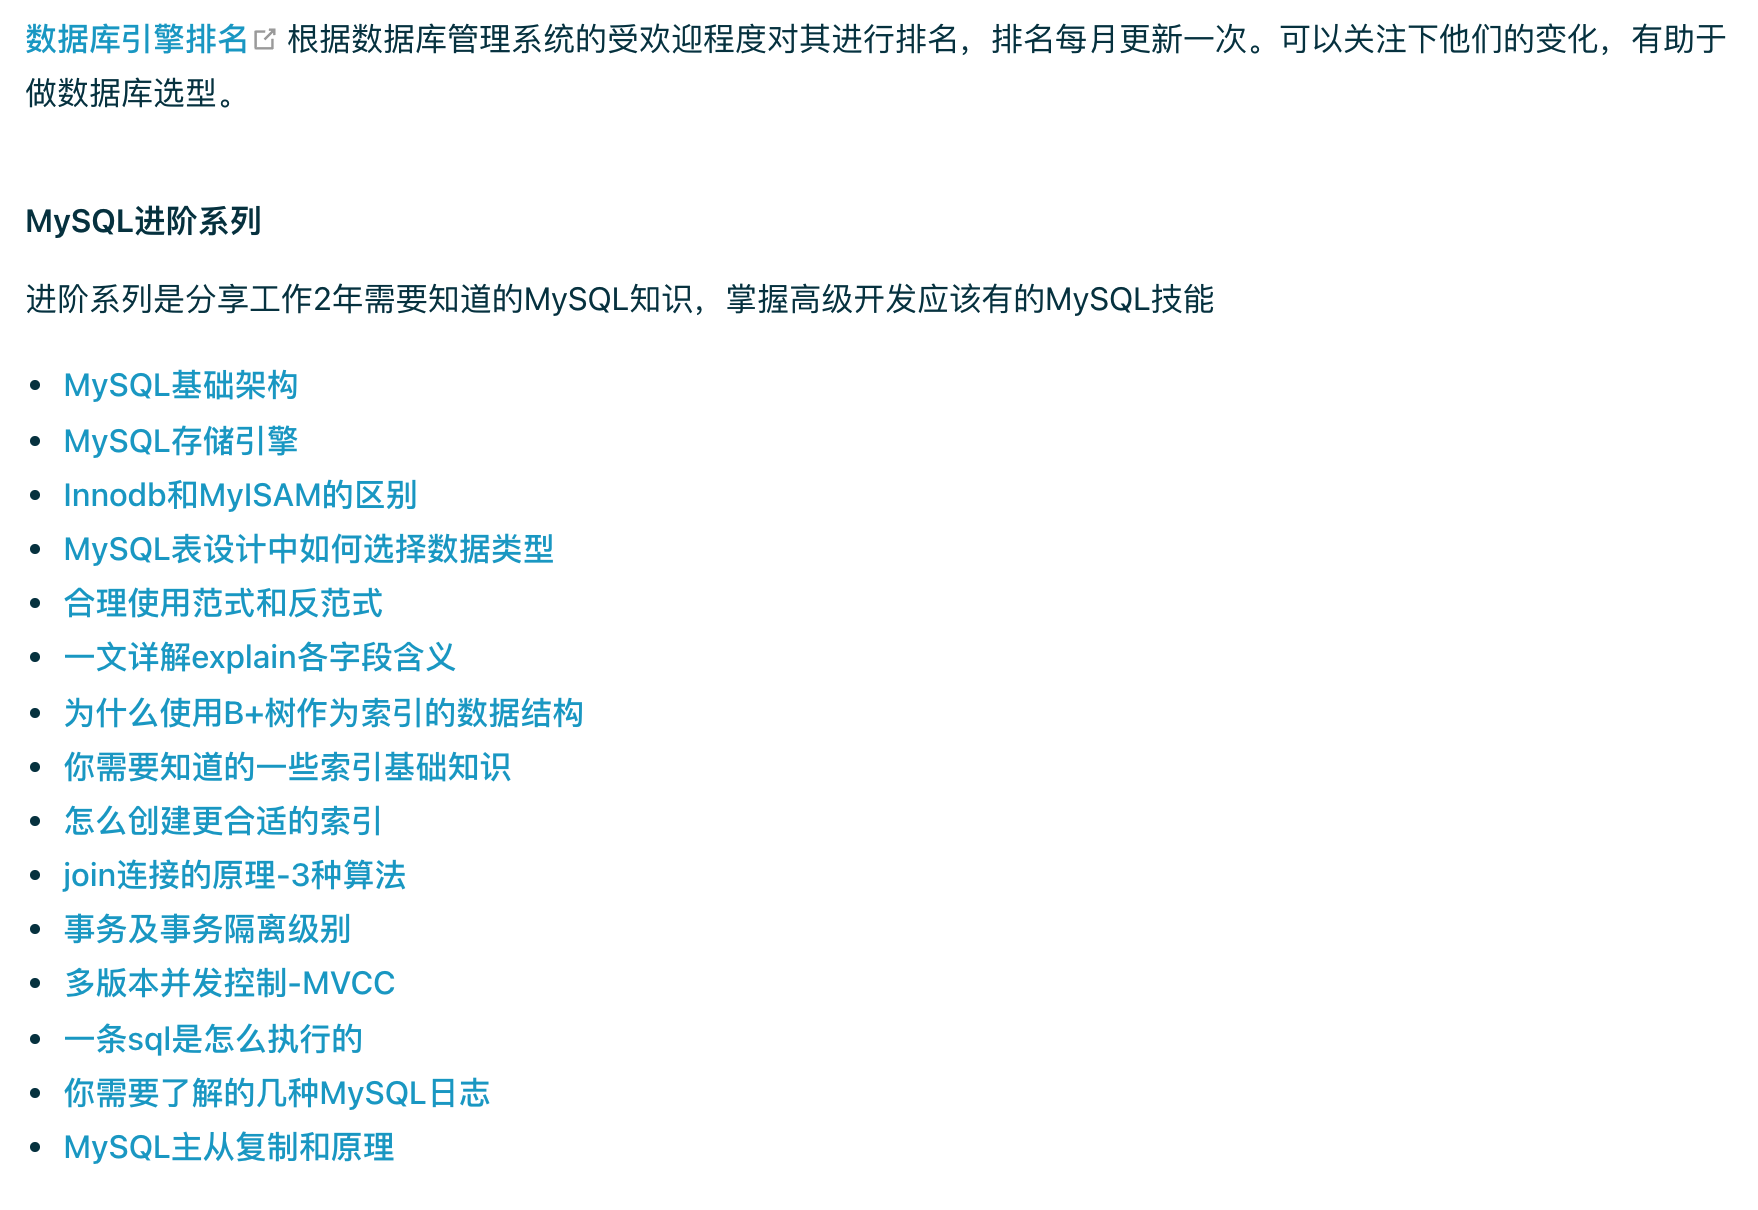 数据库引擎排名 根据数据库管理系统的受欢迎程度对其进行排名，排名每月更新一次。可以关注下他们的变化，有助于
做数据库选型。
MySQL进阶系列
进阶系列是分享工作2年需要知道的MySQL知识，掌握高级开发应该有的MySQL技能
• MySQL基础架构
• MySQL存储引擎
• Innodb和MyISAM的区别
• MySQL表设计中如何选择数据类型
• 合理使用范式和反范式
• 一文详解explain各字段含义
• 为什么使用B+树作为索引的数据结构
• 你需要知道的一些索引基础知识
• 怎么创建更合适的索引
• join连接的原理-3种算法
• 事务及事务隔离级别
• 多版本并发控制-MVCC
• 一条sql是怎么执行的
• 你需要了解的几种MySQL日志
• MySQL主从复制和原理